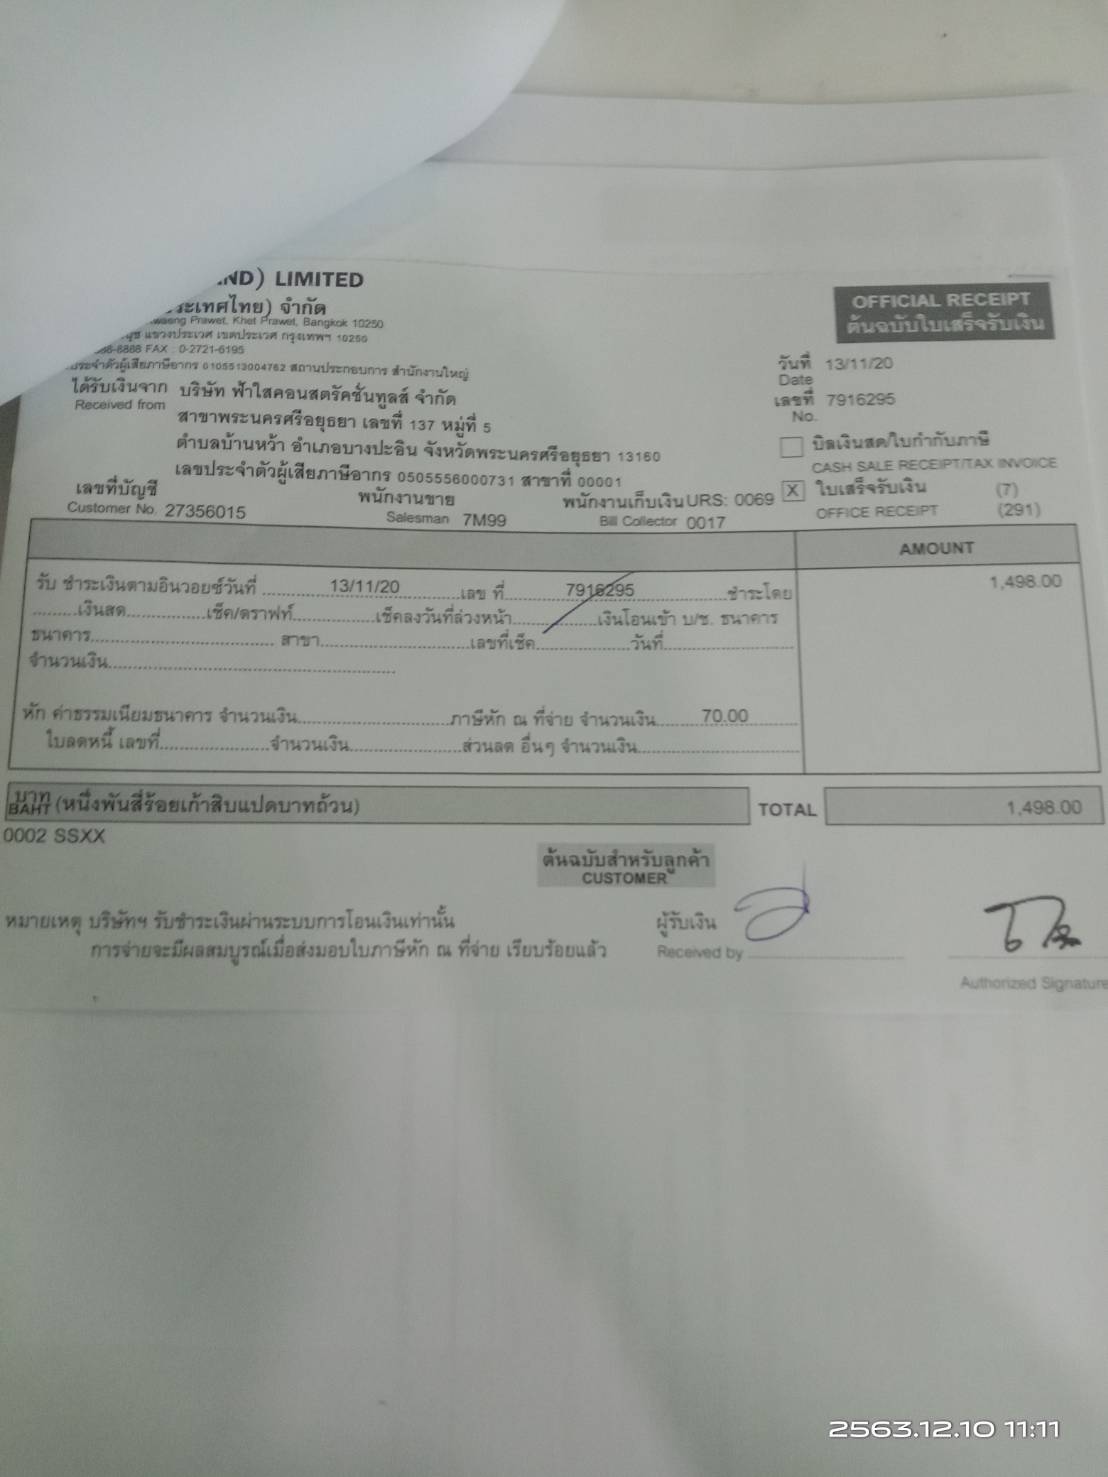 LIMITED
จำกัด
Prawet, Khet Prawet, Bangkok 10250
แขวงประเวศ เขตประเวศ กรุงเทพฯ 10250
FAX : 0-2721-6195
0105513004762 สถานประกอบการ สำนักงานใหญ่
OFFICIAL RECEIPT
ต้นฉบับใบเสร็จรับเงิน
วันที่ 13/11/20
Date
เลขที่ 7916295
No.
ได้รับเงินจาก บริษัท ฟ้าใสคอนสตรัคชั่นทูลส์ จำกัด
Received from
สาขาพระนครศรีอยุธยา เลขที่ 137 หมู่ที่ 5
ตำบลบ้านหว้า อำเภอบางปะอิน จังหวัดพระนครศรีอยุธยา 13160
เลขประจำตัวผู้เสียภาษีอากร 0505556000731 สาขาที่ 00001
บิลเงินสด/ใบกำกับภาษี
CASH SALE RECEIPT/TAX INVOICE
X ใบเสร็จรับเงิน (7)
OFFICE RECEIPT (291)
เลขที่บัญชี พนักงานขาย พนักงานเก็บเงิน URS: 0069
Customer No. 27356015 Salesman 7M99 Bill Collector 0017
AMOUNT
รับ ชำระเงินตามอินวอยซ์วันที่ 13/11/20 เลข ที่ 7916295 ชำระโดย 1,498.00
เงินสด เช็ค/ดราฟท์ เช็คลงวันที่ล่วงหน้า เงินโอนเข้า บ/ช. ธนาคาร
ธนาคาร สาขา เลขที่เช็ค วันที่
จำนวนเงิน
หัก ค่าธรรมเนียมธนาคาร จำนวนเงิน ภาษีหัก ณ ที่จ่าย จำนวนเงิน 70.00
ใบลดหนี้ เลขที่ จำนวนเงิน ส่วนลด อื่นๆ จำนวนเงิน
บาท
BAHT (หนึ่งพันสี่ร้อยเก้าสิบแปดบาทถ้วน) TOTAL 1,498.00
0002 SSXX
ต้นฉบับสำหรับลูกค้า
CUSTOMER
หมายเหตุ บริษัทฯ รับชำระเงินผ่านระบบการโอนเงินเท่านั้น
การจ่ายจะมีผลสมบูรณ์เมื่อส่งมอบใบภาษีหัก ณ ที่จ่าย เรียบร้อยแล้ว
ผู้รับเงิน
Received by
Authorized Signature
2563.12.10 11:11